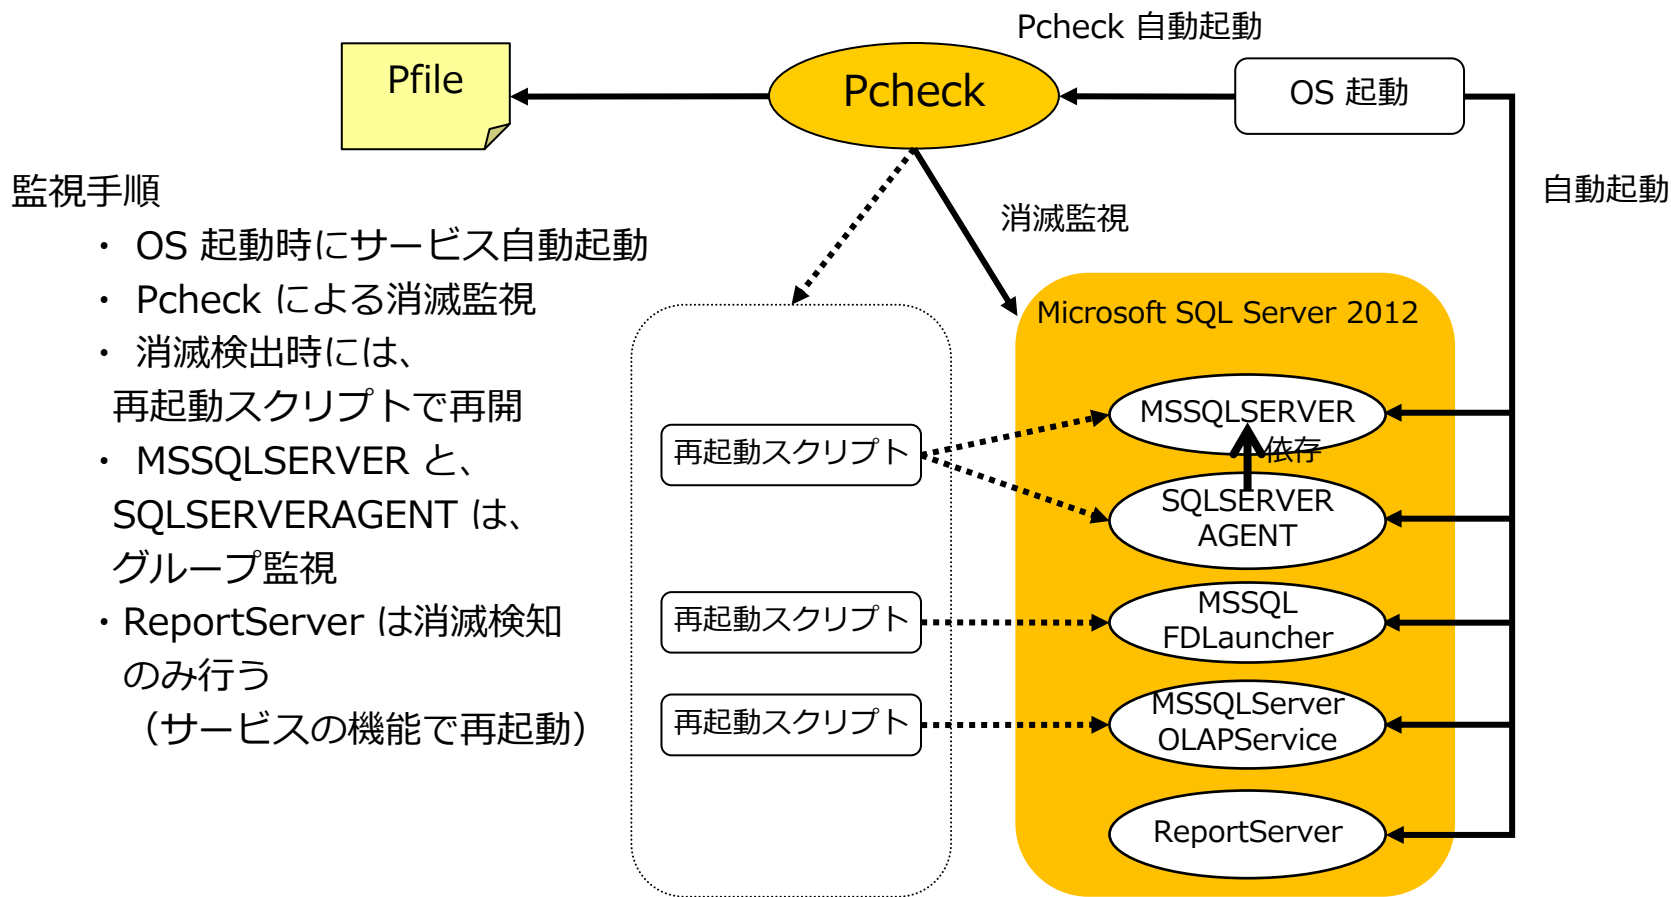 Pcheck 自動起動
Pfile
Pcheck
OS 起動
自動起動
監視手順
・ OS 起動時にサービス自動起動
・ Pcheck による消滅監視
・ 消滅検出時には、
再起動スクリプトで再開
・ MSSQLSERVER と、
SQLSERVERAGENT は、
グループ監視
・ReportServer は消滅検知
のみ行う
（サービスの機能で再起動）
消滅監視
Microsoft SQL Server 2012
再起動スクリプト
MSSQLSERVER
依存
SQLSERVER
AGENT
再起動スクリプト
MSSQL
FDLauncher
再起動スクリプト
MSSQLServer
OLAPService
ReportServer